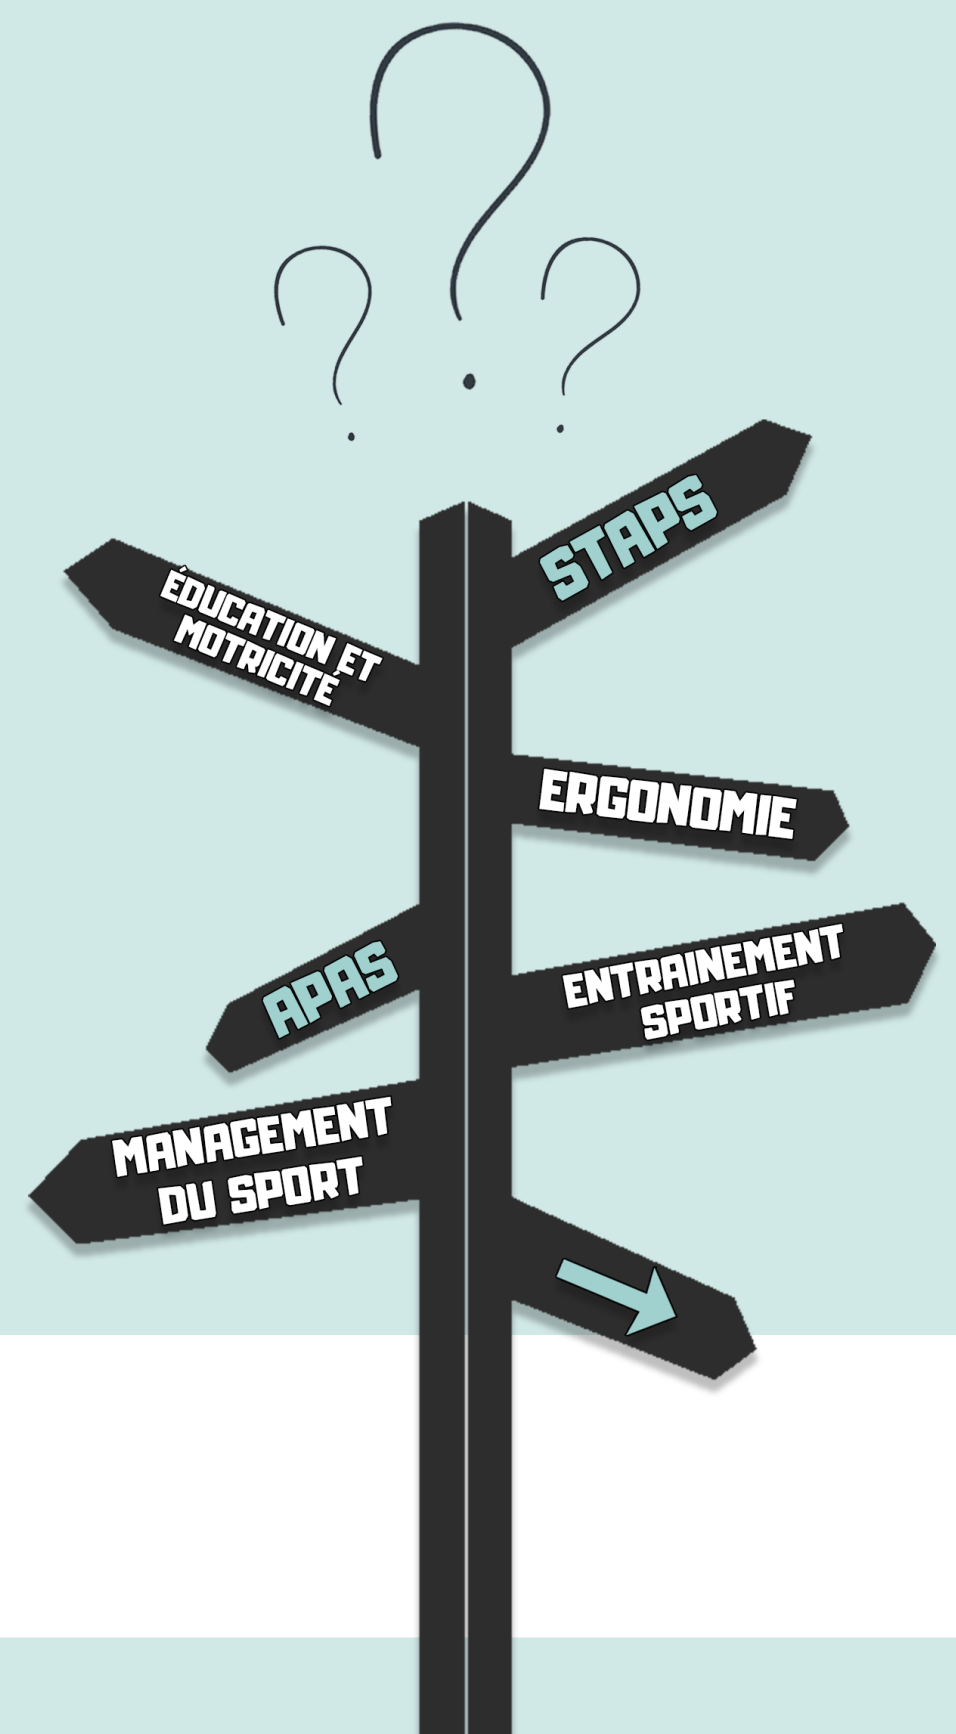 STAPS
ÉDUCATION ET
MOTRICITÉ
ERGONOMIE
APAS
ENTRAINEMENT
SPORTIF
MANAGEMENT
DU SPORT